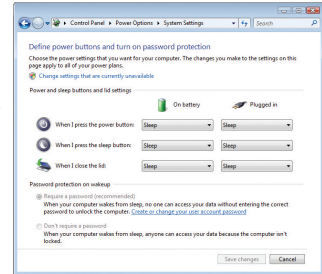 Control Panel ▸ Power Options ▸ System Settings
Search
Define power buttons and turn on password protection
Choose the power settings that you want for your computer. The changes you make to the settings on this
page apply to all of your power plans.
Change settings that are currently unavailable
Power and sleep buttons and lid settings
On battery Plugged in
When I press the power button: Sleep Sleep
When I press the sleep button: Sleep Sleep
When I close the lid: Sleep Sleep
Password protection on wakeup
Require a password (recommended)
When your computer wakes from sleep, no one can access your data without entering the correct
password to unlock the computer. Create or change your user account password
Don't require a password
When your computer wakes from sleep, anyone can access your data because the computer isn't
locked.
Save changes Cancel